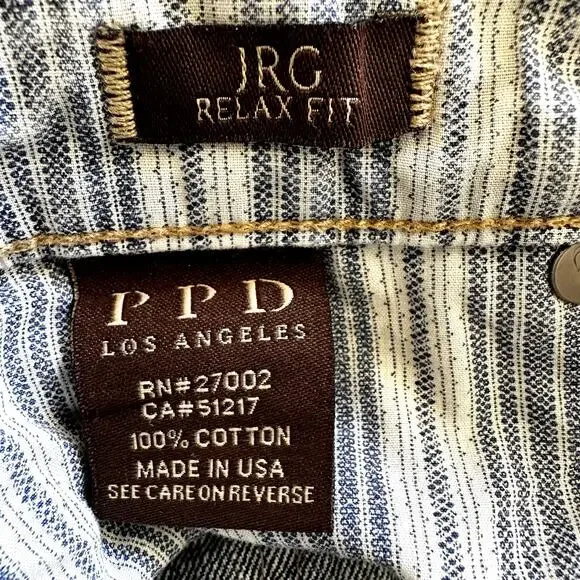 JRG
RELAX FIT
PPD
LOS ANGELES
RN#27002
CA#51217
100% COTTON
MADE IN USA
SEE CARE ON REVERSE